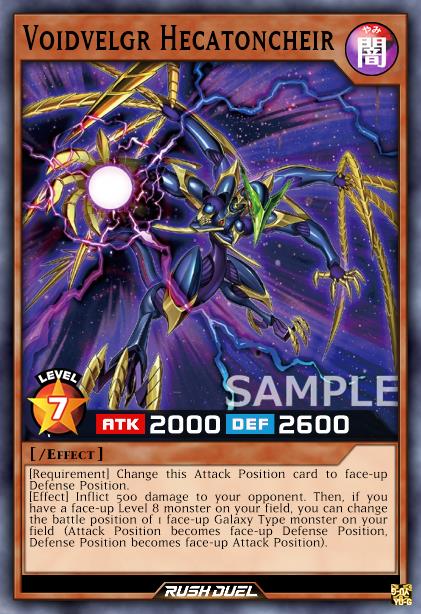 VOIDVELGR HECATONCHEIR
やみ
闇
SAMPLE
LEVEL
7
ATK 2000 DEF 2600
[/EFFECT]
[Requirement] Change this Attack Position card to face-up
Defense Position.
[Effect] Inflict 500 damage to your opponent. Then, if you
have a face-up Level 8 monster on your field, you can change
the battle position of 1 face-up Galaxy Type monster on your
field (Attack Position becomes face-up Defense Position,
Defense Position becomes face-up Attack Position).
RUSH DUEL